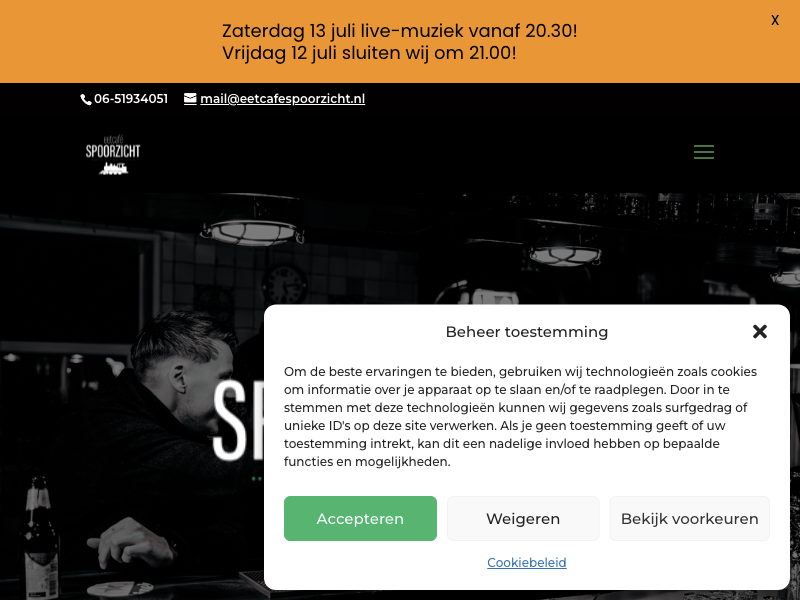 Zaterdag 13 juli live-muziek vanaf 20.30!
Vrijdag 12 juli sluiten wij om 21.00!
x
06-51934051 mail@eetcafespoorzicht.nl
eetcafé
SPOORZICHT
SP
Beheer toestemming
Om de beste ervaringen te bieden, gebruiken wij technologieën zoals cookies
om informatie over je apparaat op te slaan en/of te raadplegen. Door in te
stemmen met deze technologieën kunnen wij gegevens zoals surfgedrag of
unieke ID's op deze site verwerken. Als je geen toestemming geeft of uw
toestemming intrekt, kan dit een nadelige invloed hebben op bepaalde
functies en mogelijkheden.
Accepteren Weigeren Bekijk voorkeuren
Cookiebeleid